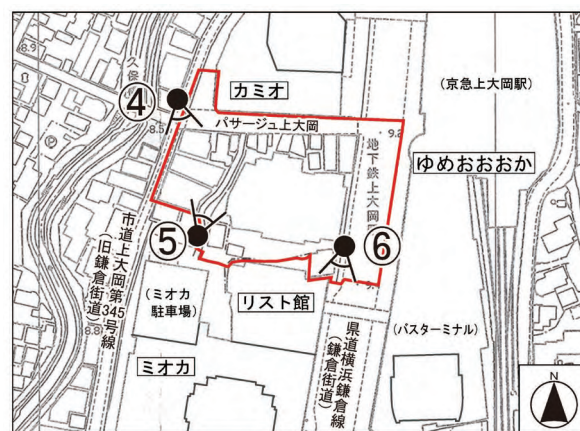 8.9
久保
④
カミオ
(京急上大岡駅)
8.5
パサージュ上大岡
9.2
地下鉄上大岡
ゆめおおおか
⑤
⑥
市道上大岡第345号線
(旧鎌倉街道)
(ミオカ
駐車場)
リスト館
8.8
県道横浜鎌倉線
(鎌倉街道)
(バスターミナル)
ミオカ
N